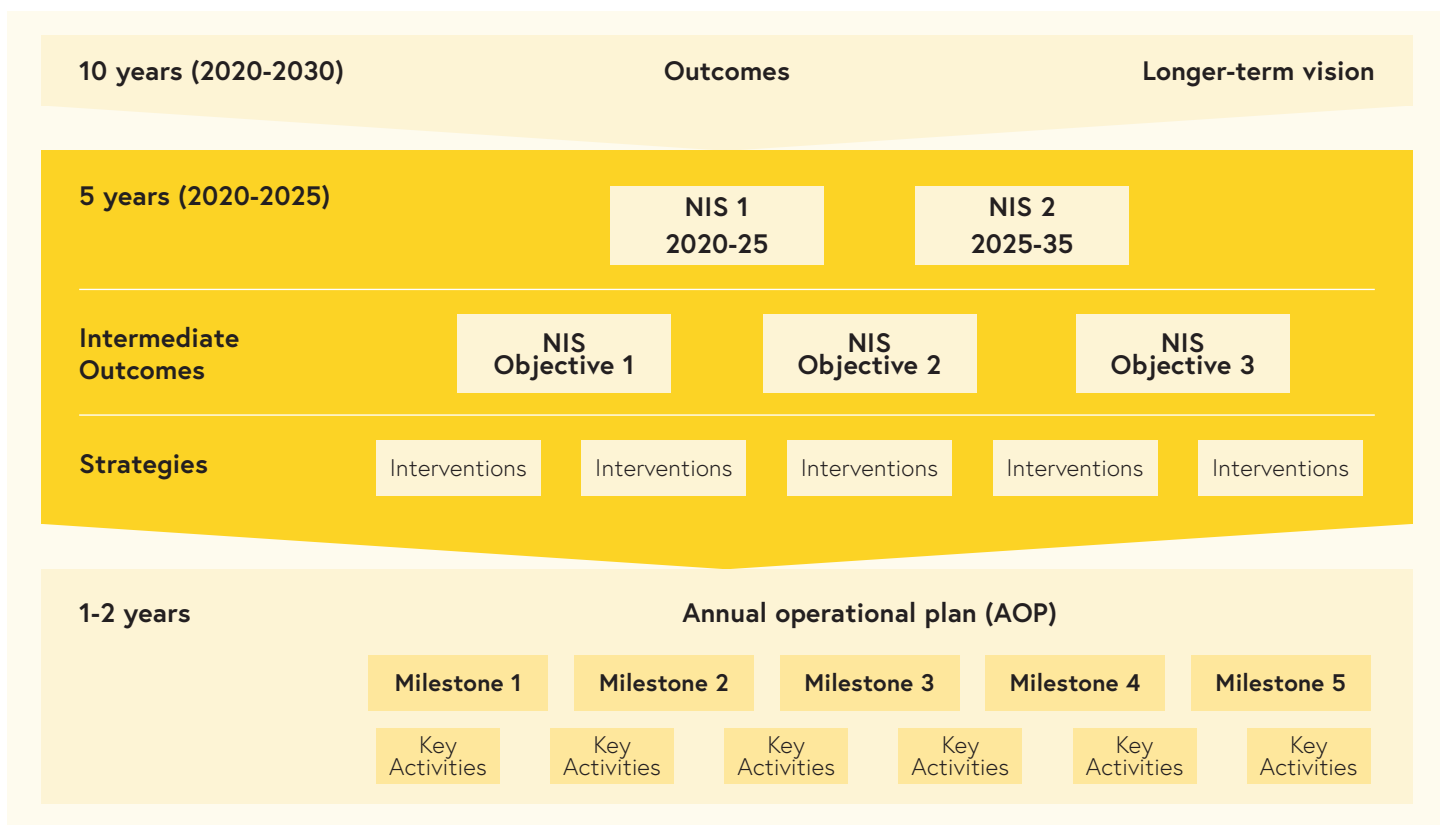 10 years (2020-2030) Outcomes Longer-term vision
5 years (2020-2025)
NIS 1 NIS 2
2020-25 2025-35
Intermediate
Outcomes
NIS NIS NIS
Objective 1 Objective 2 Objective 3
Strategies Interventions Interventions Interventions Interventions Interventions
1-2 years Annual operational plan (AOP)
Milestone 1 Milestone 2 Milestone 3 Milestone 4 Milestone 5
Key Key Key Key Key Key
Activities Activities Activities Activities Activities Activities